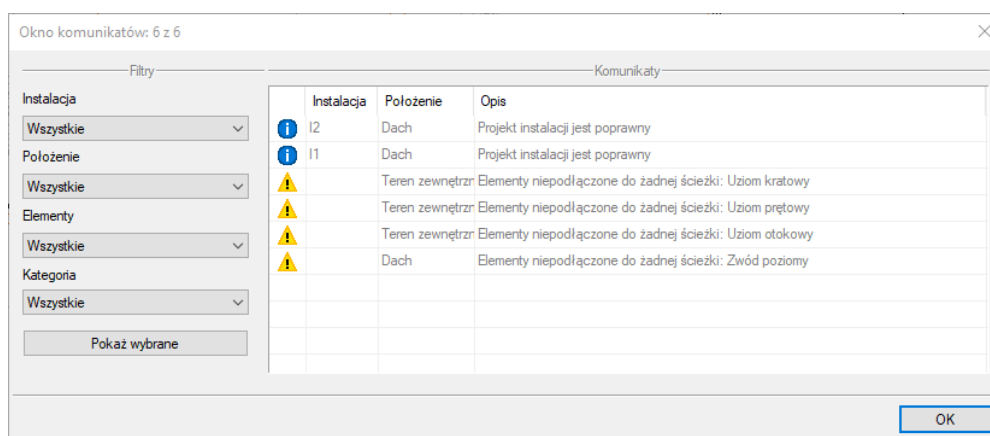 Okno komunikatów: 6 z 6
Filtry
Komunikaty
Instalacja
Wszystkie
Położenie
Wszystkie
Elementy
Wszystkie
Kategoria
Wszystkie
Pokaż wybrane
Instalacja Położenie Opis
I2 Dach Projekt instalacji jest poprawny
I1 Dach Projekt instalacji jest poprawny
Teren zewnętrzn Elementy niepodłączone do żadnej ścieżki: Uziom kratowy
Teren zewnętrzn Elementy niepodłączone do żadnej ścieżki: Uziom prętowy
Teren zewnętrzn Elementy niepodłączone do żadnej ścieżki: Uziom otokowy
Dach Elementy niepodłączone do żadnej ścieżki: Zwód poziomy
OK